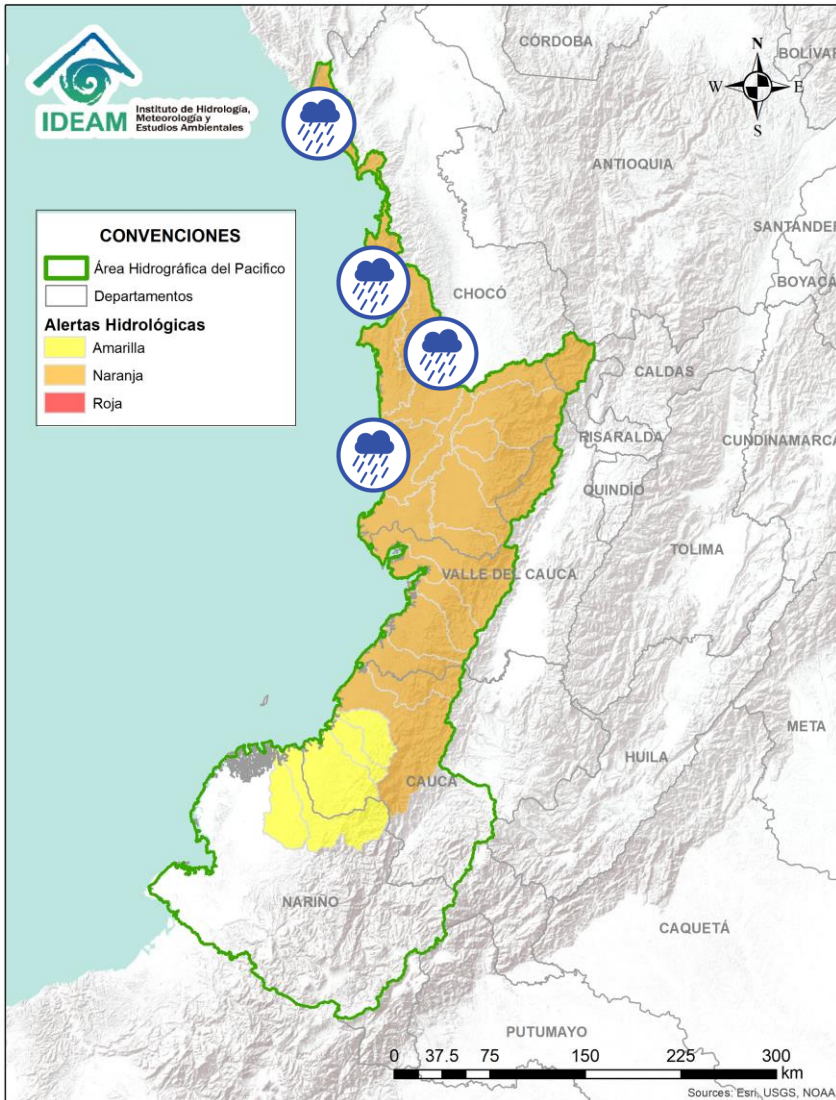 IDEAM
Instituto de Hidrología,
Meteorología y
Estudios Ambientales
CÓRDOBA
BOLÍVAR
N
W
E
S
ANTIOQUIA
SANTANDER
BOYACÁ
CONVENCIONES
Área Hidrográfica del Pacifico
Departamentos
Alertas Hidrológicas
Amarilla
Naranja
Roja
CHOCÓ
CALDAS
RISARALDA
CUNDINAMARCA
QUINDÍO
TOLIMA
VALLE DEL CAUCA
META
HUILA
CAUCA
NARIÑO
CAQUETÁ
PUTUMAYO
0 37.5 75 150 225 300
km
Sources: Esri, USGS, NOAA